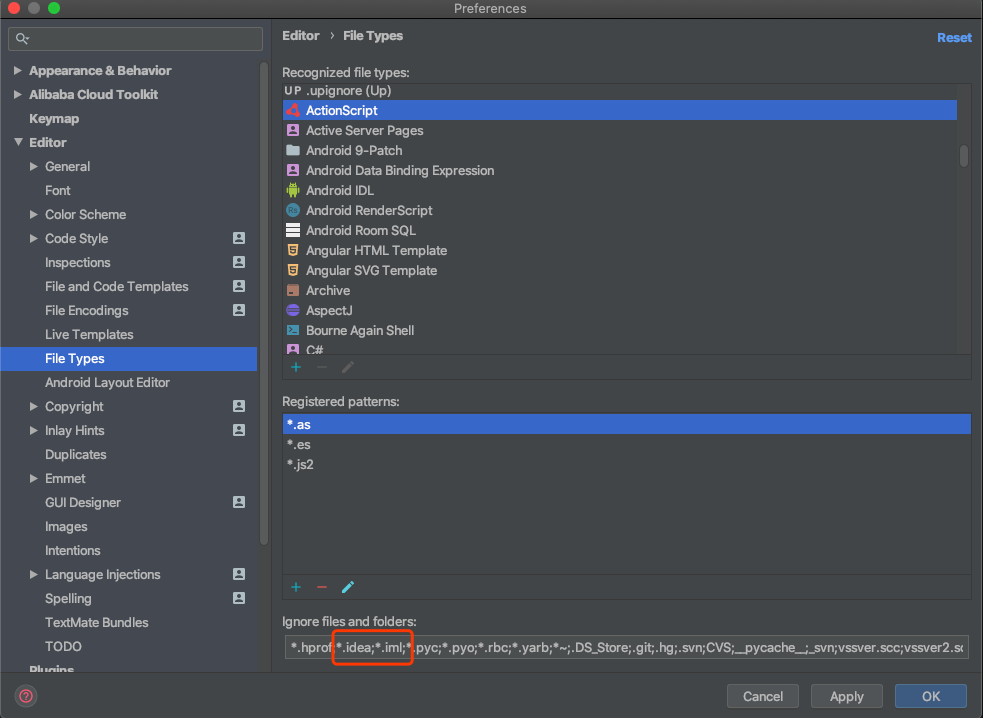 Preferences
Editor › File Types
Reset
Appearance & Behavior
Alibaba Cloud Toolkit
Keymap
Editor
General
Font
Color Scheme
Code Style
Inspections
File and Code Templates
File Encodings
Live Templates
File Types
Android Layout Editor
Copyright
Inlay Hints
Duplicates
Emmet
GUI Designer
Images
Intentions
Language Injections
Spelling
TextMate Bundles
TODO
Plugins
Recognized file types:
UP .upignore (Up)
ActionScript
Active Server Pages
Android 9-Patch
Android Data Binding Expression
Android IDL
Android RenderScript
Android Room SQL
Angular HTML Template
Angular SVG Template
Archive
AspectJ
Bourne Again Shell
C#
Registered patterns:
*.as
*.es
*.js2
Ignore files and folders:
*.hprof;*.idea;*.iml;*.pyc;*.pyo;*.rbc;*.yarb;*~;.DS_Store;.git;.hg;.svn;CVS;__pycache__;_svn;vssver.scc;vssver2.sc
?
Cancel
Apply
OK